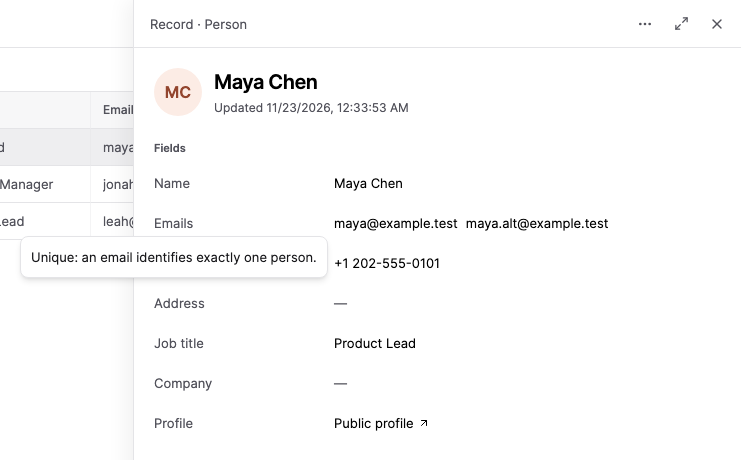 Record · Person
MC
Maya Chen
Updated 11/23/2026, 12:33:53 AM
Email
Fields
Name Maya Chen
Manager
Emails maya@example.test maya.alt@example.test
Unique: an email identifies exactly one person.
+1 202-555-0101
Address —
Job title Product Lead
Company —
Profile Public profile ↗